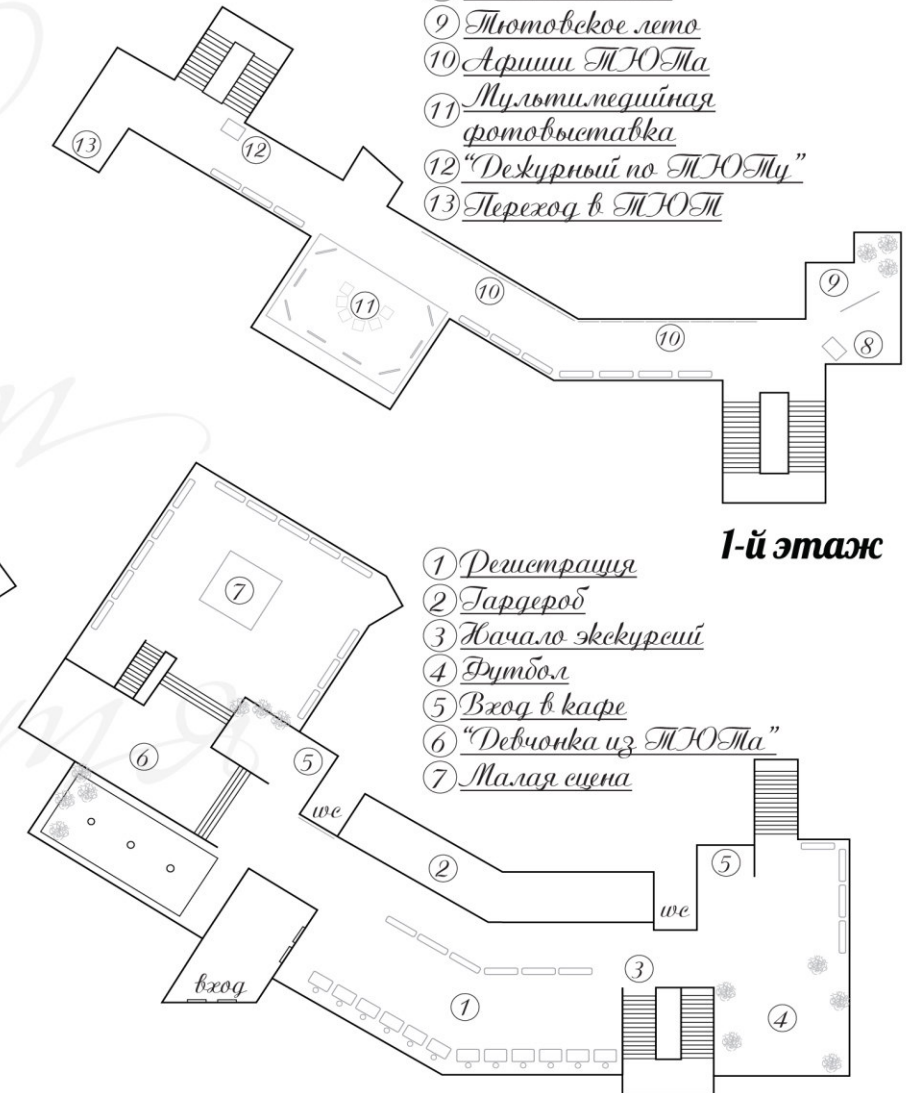 9 Тютовское лето
10 Афиши ТЮТа
11 Мультимедийная
фотовыставка
12 "Дежурный по ТЮТу"
13 Переход в ТЮТ
13
12
11
10
10
9
8
1-й этаж
1 Регистрация
2 Гардероб
3 Начало экскурсий
4 Футбол
5 Вход в кафе
6 "Девчонка из ТЮТа"
7 Малая сцена
7
6
5
wc
2
5
wc
3
вход
1
4